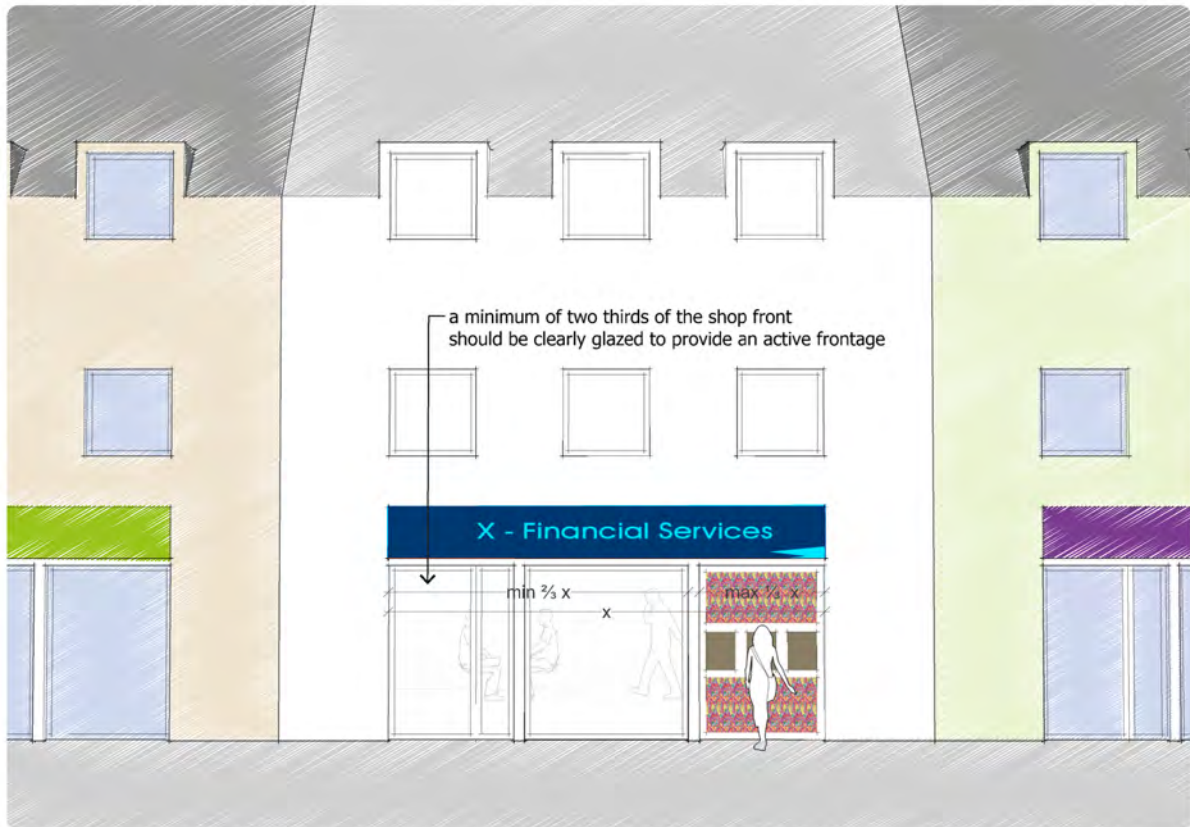 a minimum of two thirds of the shop front
should be clearly glazed to provide an active frontage
X - Financial Services
min ⅔ x
max ⅓ x
x